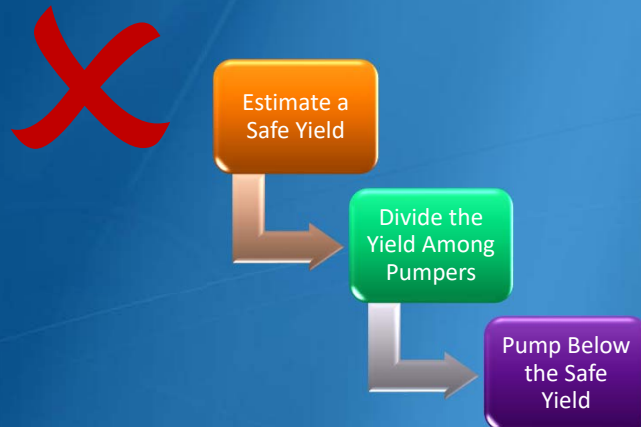 Estimate a
Safe Yield
Divide the
Yield Among
Pumpers
Pump Below
the Safe
Yield